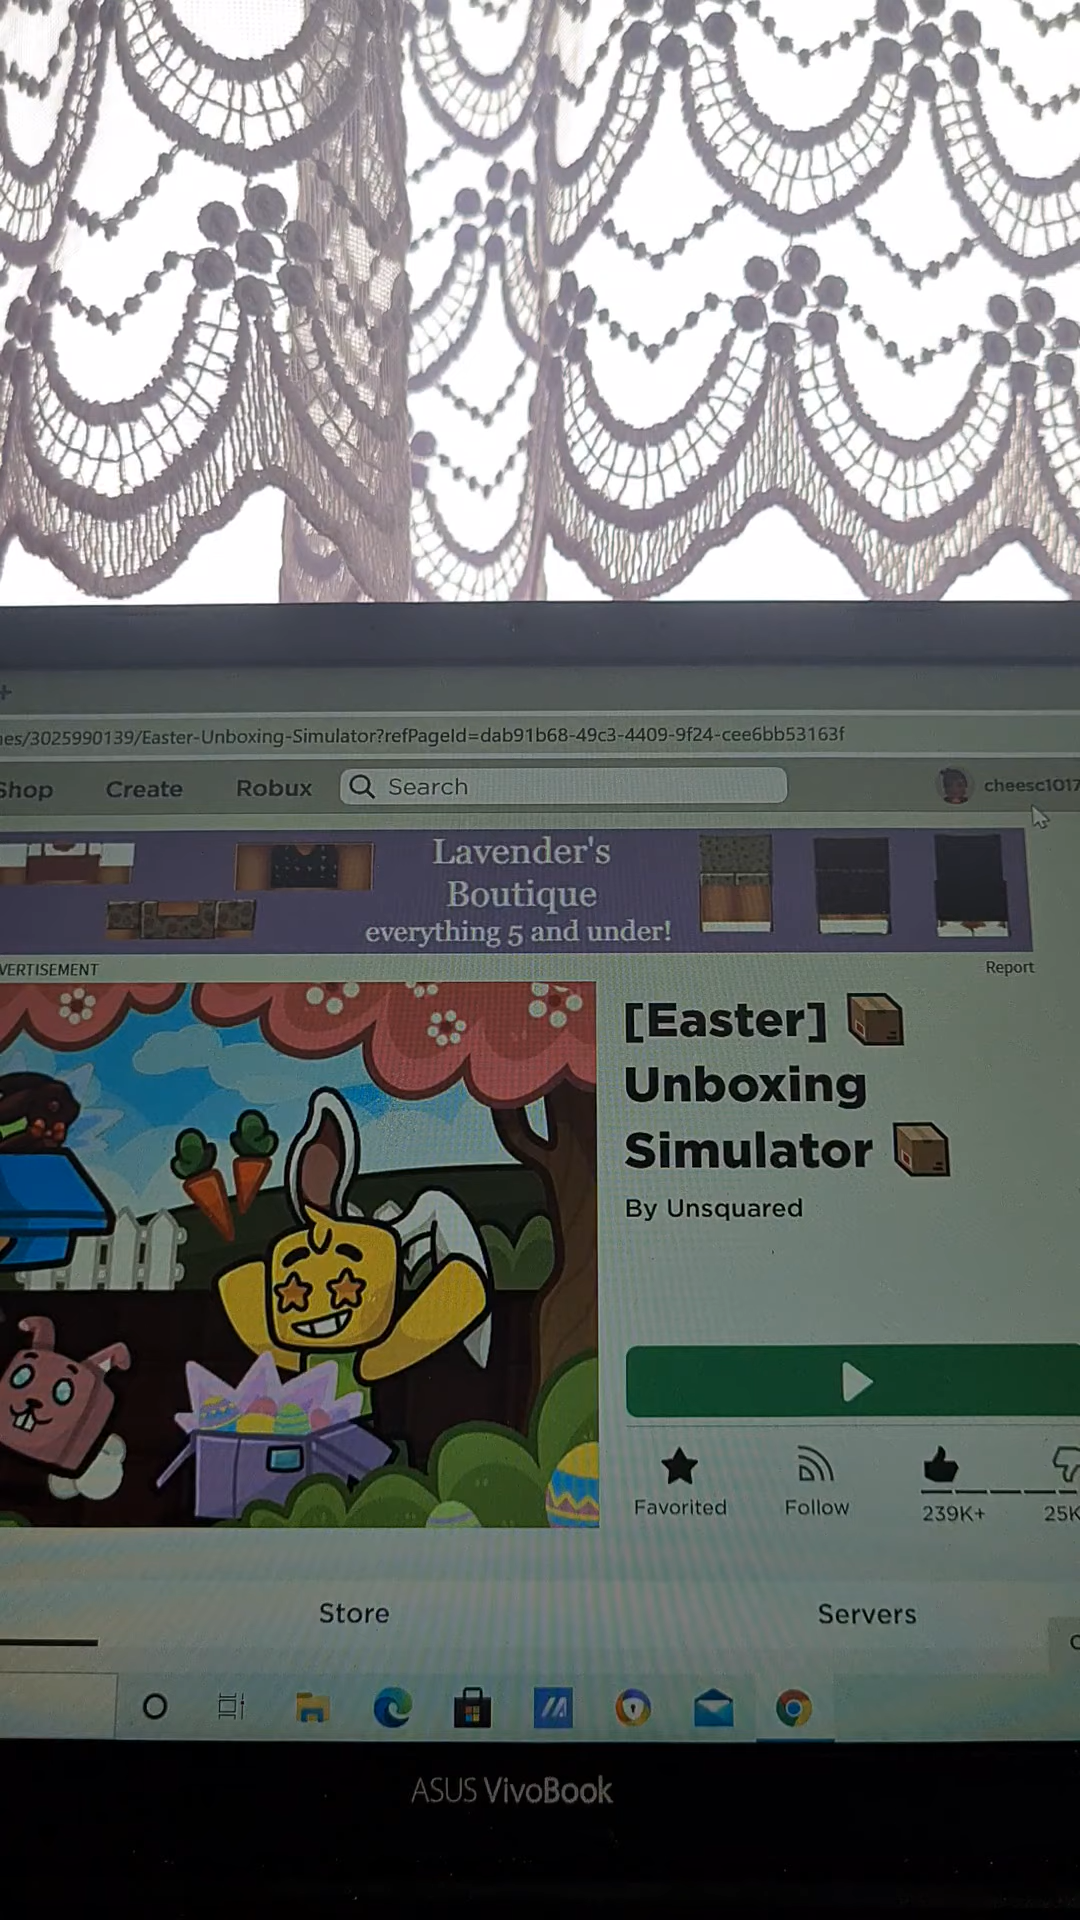 es/3025990139/Easter-Unboxing-Simulator?refPageId=dab91b68-49c3-4409-9f24-cee6bb53163f
Shop Create Robux Search cheesc1017
Lavender's
Boutique
everything 5 and under!
VERTISEMENT Report
[Easter]
Unboxing
Simulator
By Unsquared
Favorited Follow 239K+ 25K
Store Servers
ASUS VivoBook